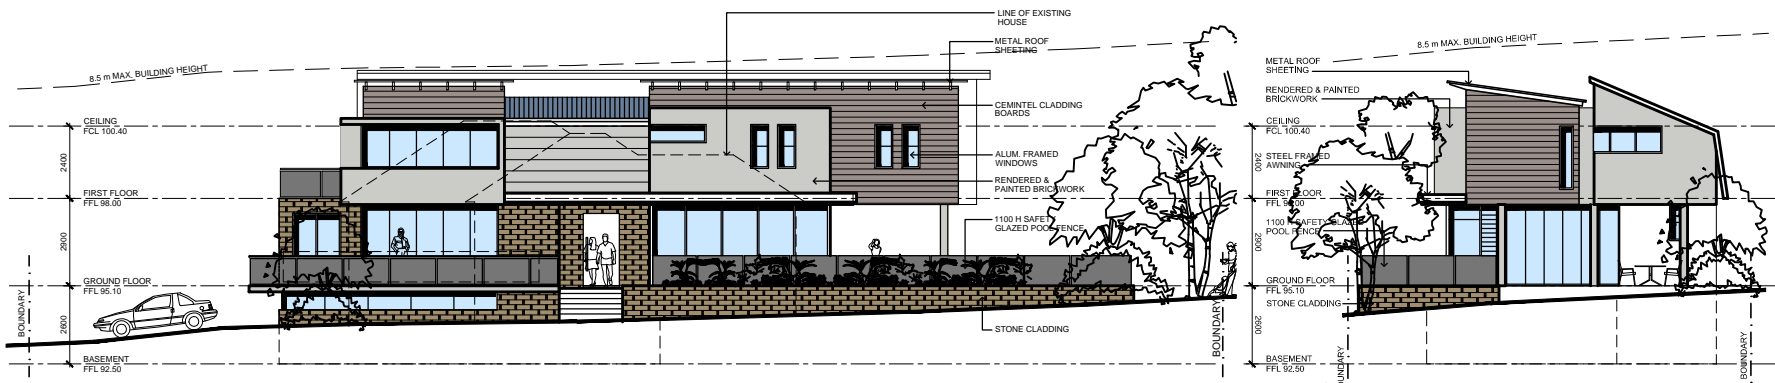 LINE OF EXISTING
HOUSE
METAL ROOF
SHEETING
8.5 m MAX. BUILDING HEIGHT
CEILING
FCL 100.40
CEMINTEL CLADDING
BOARDS
2400
ALUM. FRAMED
WINDOWS
RENDERED &
PAINTED BRICKWORK
FIRST FLOOR
FFL 98.00
1100 H SAFETY
GLAZED POOL FENCE
2900
GROUND FLOOR
FFL 95.10
BOUNDARY
2600
STONE CLADDING
BASEMENT
FFL 92.50
BOUNDARY
8.5 m MAX. BUILDING HEIGHT
METAL ROOF
SHEETING
RENDERED & PAINTED
BRICKWORK
CEILING
FCL 100.40
2400
STEEL FRAMED
AWNING
FIRST FLOOR
FFL 98.00
1100 H SAFETY
POOL FENCE
2900
GROUND FLOOR
FFL 95.10
STONE CLADDING
2600
BASEMENT
FFL 92.50
BOUNDARY
BOUNDARY